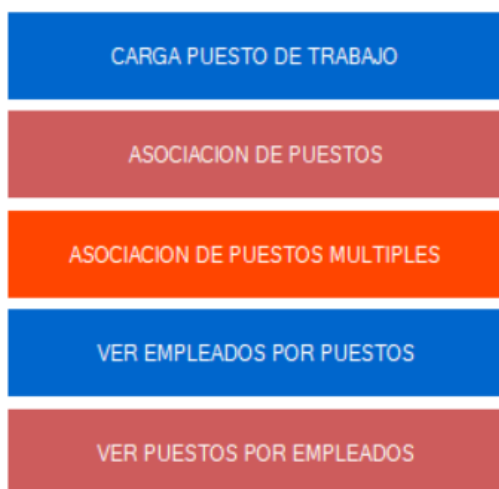 CARGA PUESTO DE TRABAJO
ASOCIACION DE PUESTOS
ASOCIACION DE PUESTOS MULTIPLES
VER EMPLEADOS POR PUESTOS
VER PUESTOS POR EMPLEADOS